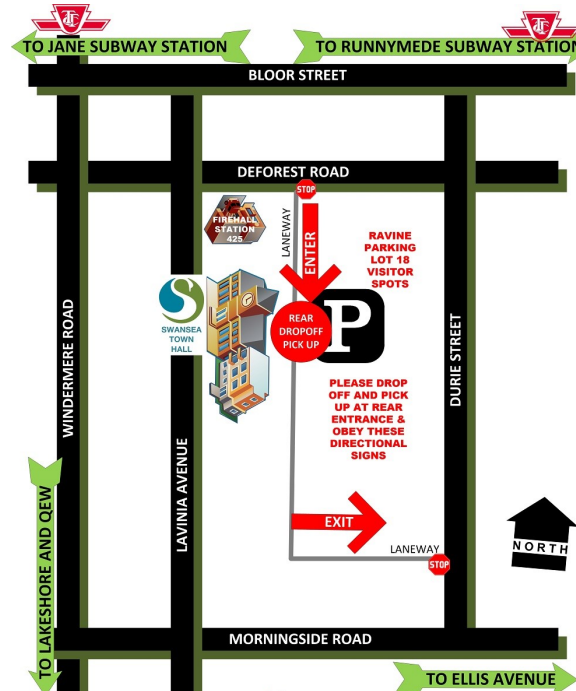 TTC
TTC
TO JANE SUBWAY STATION
TO RUNNYMEDE SUBWAY STATION
BLOOR STREET
DEFOREST ROAD
STOP
FIREHALL
STATION
425
LANEWAY
ENTER
RAVINE
PARKING
LOT 18
VISITOR
SPOTS
SWANSEA
TOWN
HALL
REAR
DROPOFF
PICK UP
P
WINDERMERE ROAD
LAVINIA AVENUE
DURIE STREET
PLEASE DROP
OFF AND PICK
UP AT REAR
ENTRANCE &
OBEY THESE
DIRECTIONAL
SIGNS
EXIT
LANEWAY
STOP
NORTH
TO LAKESHORE AND QEW
MORNINGSIDE ROAD
TO ELLIS AVENUE